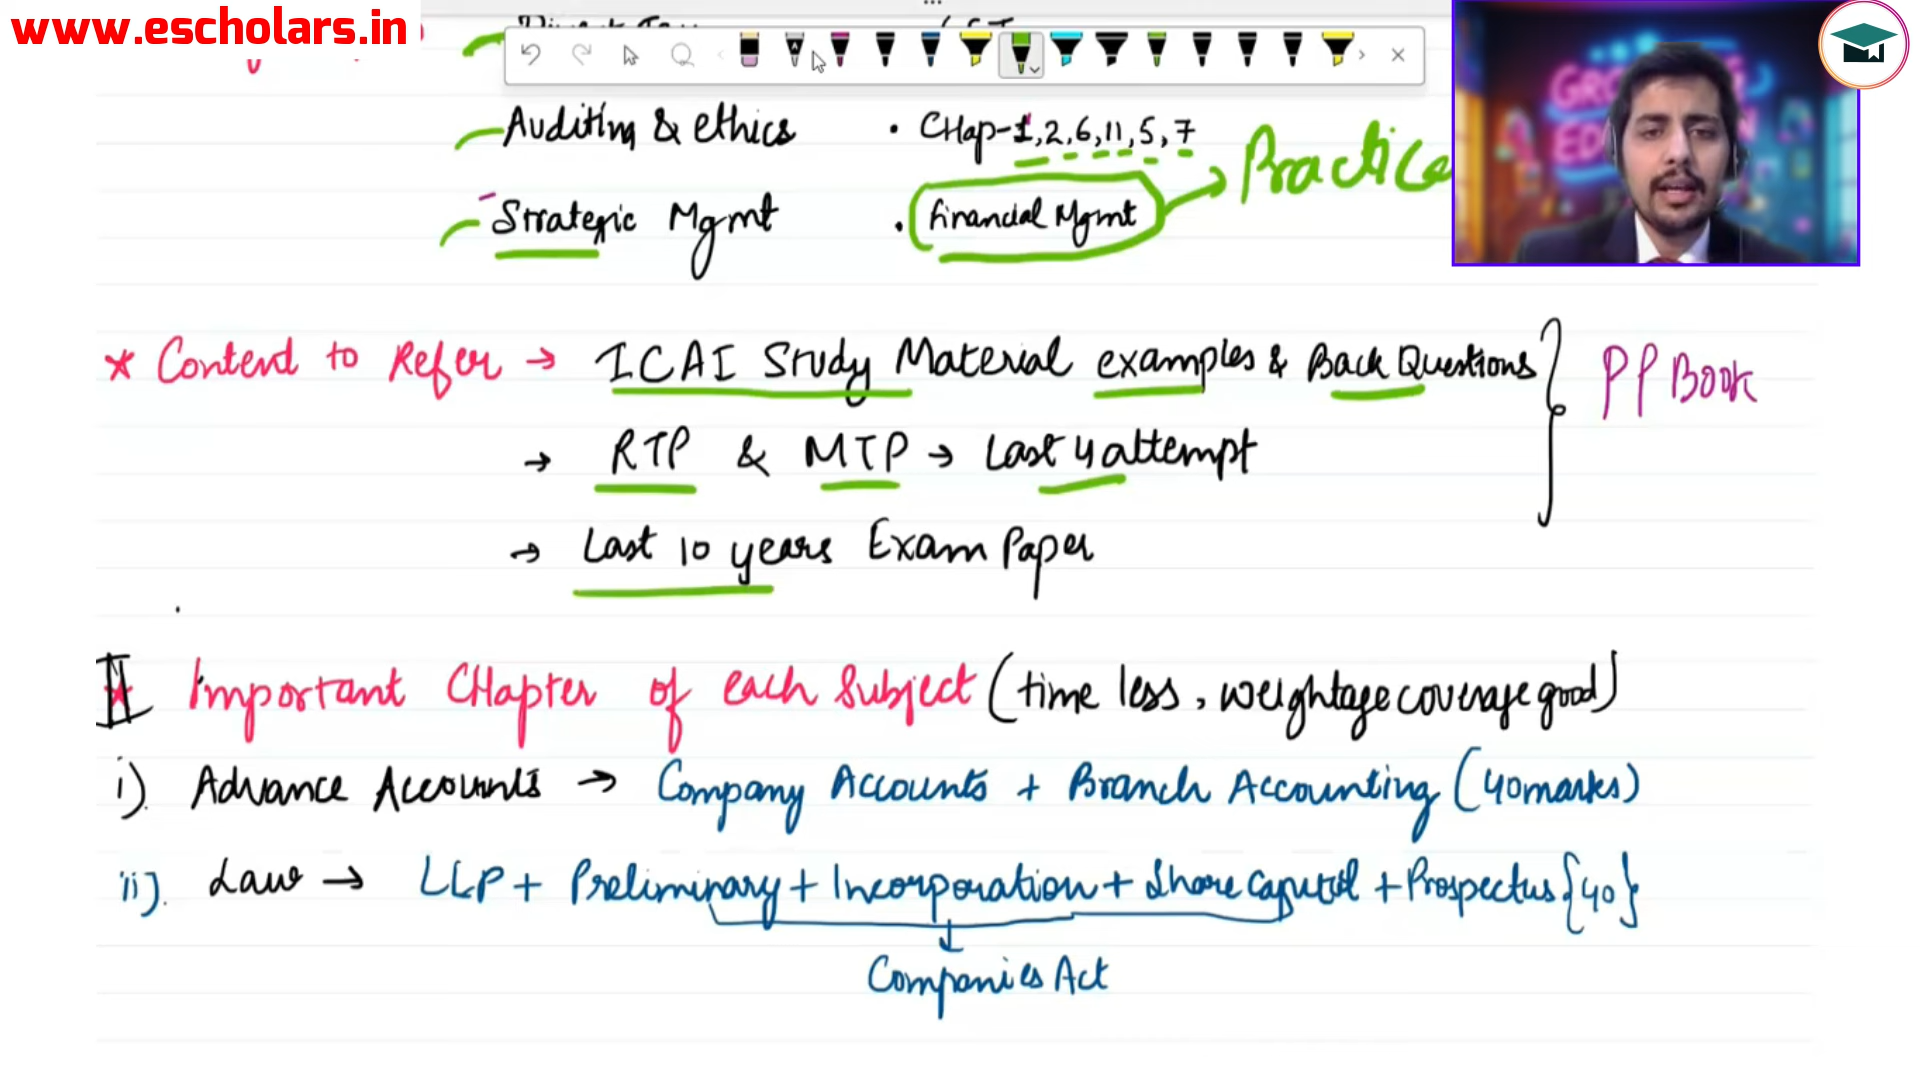 www.escholars.in
Auditing & ethics • CHap-1,2,6,11,5,7 Practice
Strategic Mgmt • financial Mgmt
* Content to Refer → ICAI Study Material examples & Back Questions } PP Book
→ RTP & MTP → Last 4 attempt
→ Last 10 years Exam Paper
II Important CHapter of each Subject (time less, weightage coverage good)
i). Advance Accounts → Company Accounts + Branch Accounting (40 marks)
ii). Law → LLP + Preliminary + Incorporation + Share capital + Prospectus {40}
Companies Act